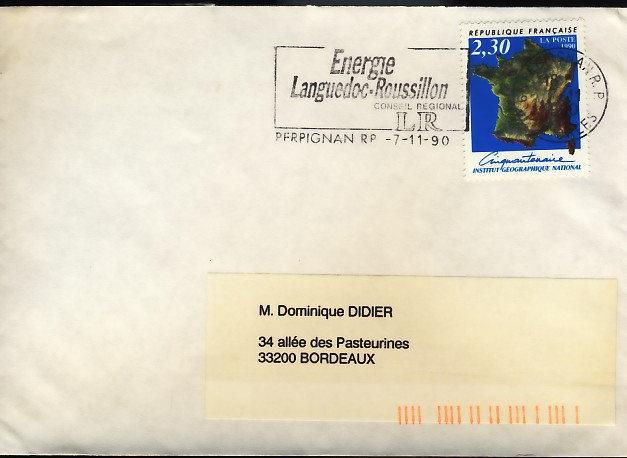 RÉPUBLIQUE FRANÇAISE
2,30 LA POSTE
1990
Energie
Languedoc-Roussillon
CONSEIL REGIONAL
LR
PERPIGNAN RP -7-11-90
Cinquantenaire
INSTITUT GÉOGRAPHIQUE NATIONAL
M. Dominique DIDIER
34 allée des Pasteurines
33200 BORDEAUX